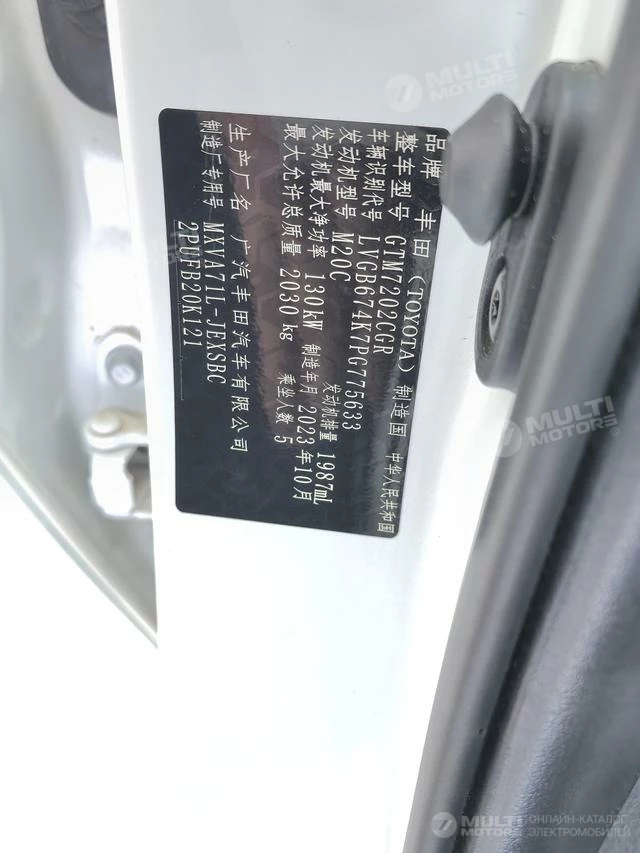 品牌 丰田（TOYOTA） 制造国 中华人民共和国
整车型号 GTM7202CGR
车辆识别代号 LVGB674K7PG775633
发动机型号 M20C 发动机排量 1987mL
发动机最大净功率 130kW 制造年月 2023年10月
最大允许总质量 2030 kg 乘坐人数 5
生产厂名 广汽丰田汽车有限公司
制造厂专用号 MXVA71L-JEXSBC
2PUFB20K121
MULTI
MOTORS
MULTI
MOTORS
MULTI
MOTORS
ОНЛАЙН-КАТАЛОГ
ЭЛЕКТРОМОБИЛЕЙ